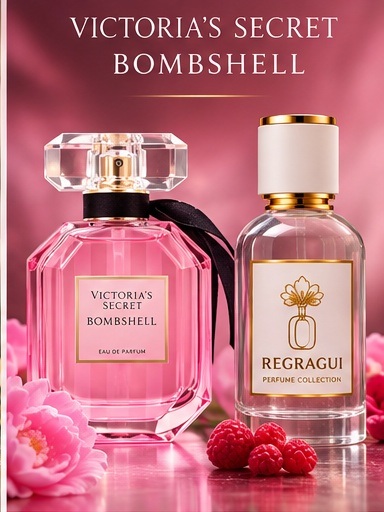 VICTORIA'S SECRET
BOMBSHELL
VICTORIA'S
SECRET
BOMBSHELL
EAU DE PARFUM
REGRAGUI
PERFUME COLLECTION